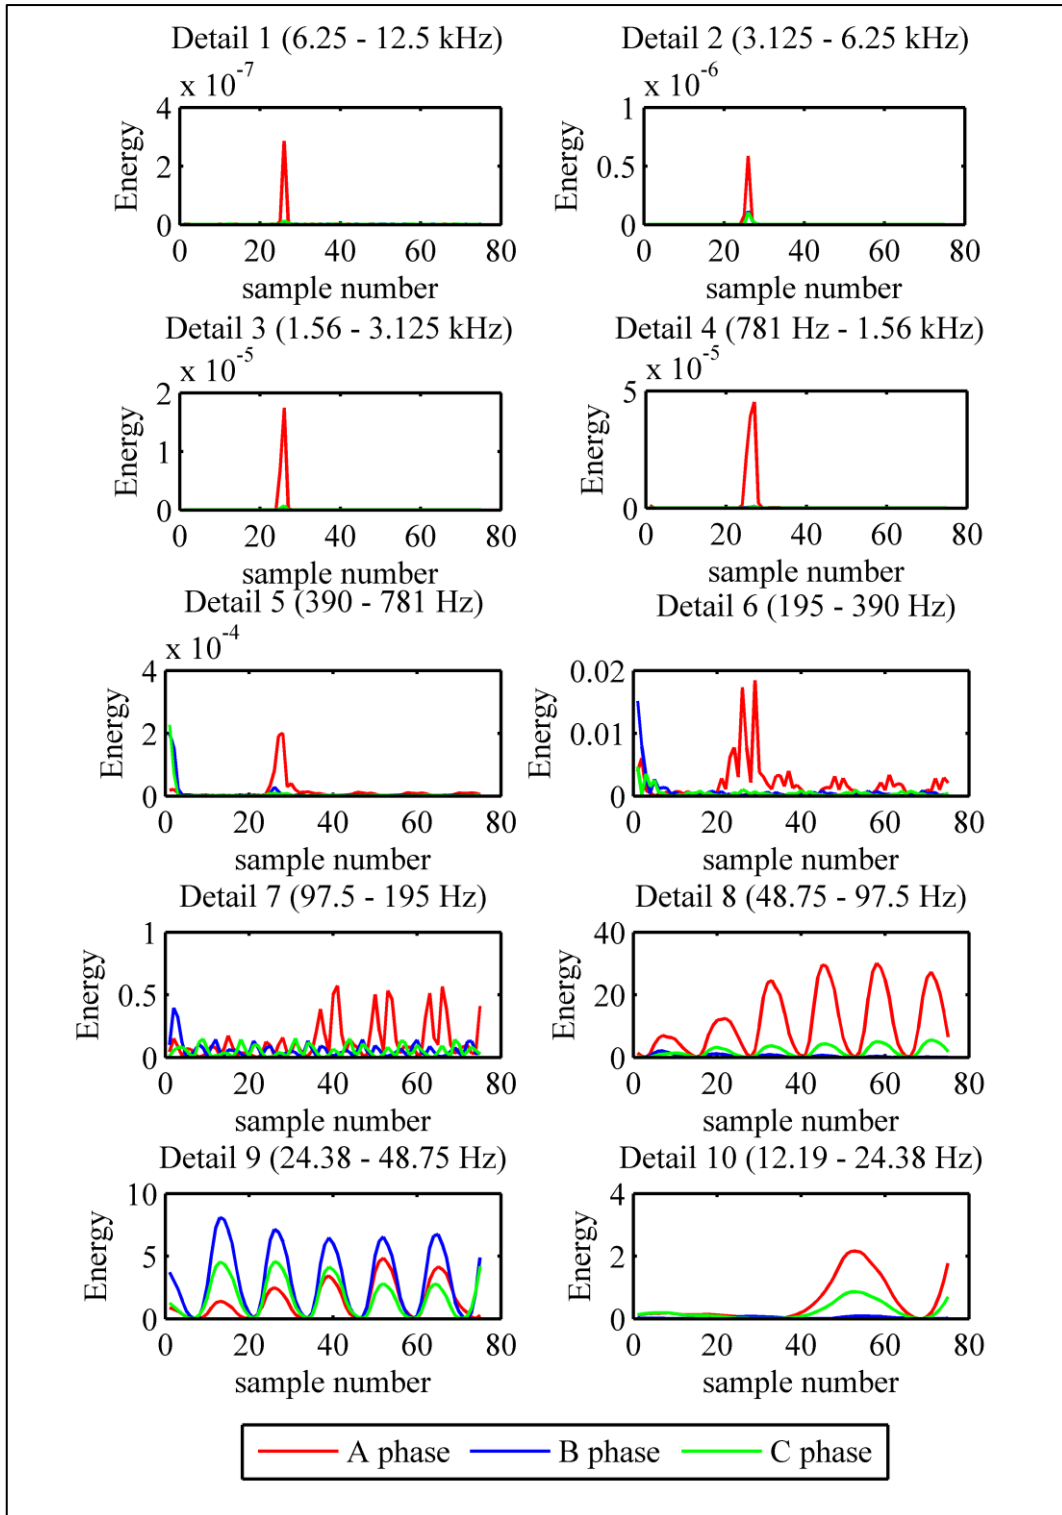 Detail 1 (6.25 - 12.5 kHz)
x 10^-7
4
2
0
Energy
0 20 40 60 80
sample number
Detail 2 (3.125 - 6.25 kHz)
x 10^-6
1
0.5
0
Energy
0 20 40 60 80
sample number
Detail 3 (1.56 - 3.125 kHz)
x 10^-5
2
1
0
Energy
0 20 40 60 80
sample number
Detail 4 (781 Hz - 1.56 kHz)
x 10^-5
5
0
Energy
0 20 40 60 80
sample number
Detail 5 (390 - 781 Hz)
x 10^-4
4
2
0
Energy
0 20 40 60 80
sample number
Detail 6 (195 - 390 Hz)
0.02
0.01
0
Energy
0 20 40 60 80
sample number
Detail 7 (97.5 - 195 Hz)
1
0.5
0
Energy
0 20 40 60 80
sample number
Detail 8 (48.75 - 97.5 Hz)
40
20
0
Energy
0 20 40 60 80
sample number
Detail 9 (24.38 - 48.75 Hz)
10
5
0
Energy
0 20 40 60 80
sample number
Detail 10 (12.19 - 24.38 Hz)
4
2
0
Energy
0 20 40 60 80
sample number
A phase B phase C phase